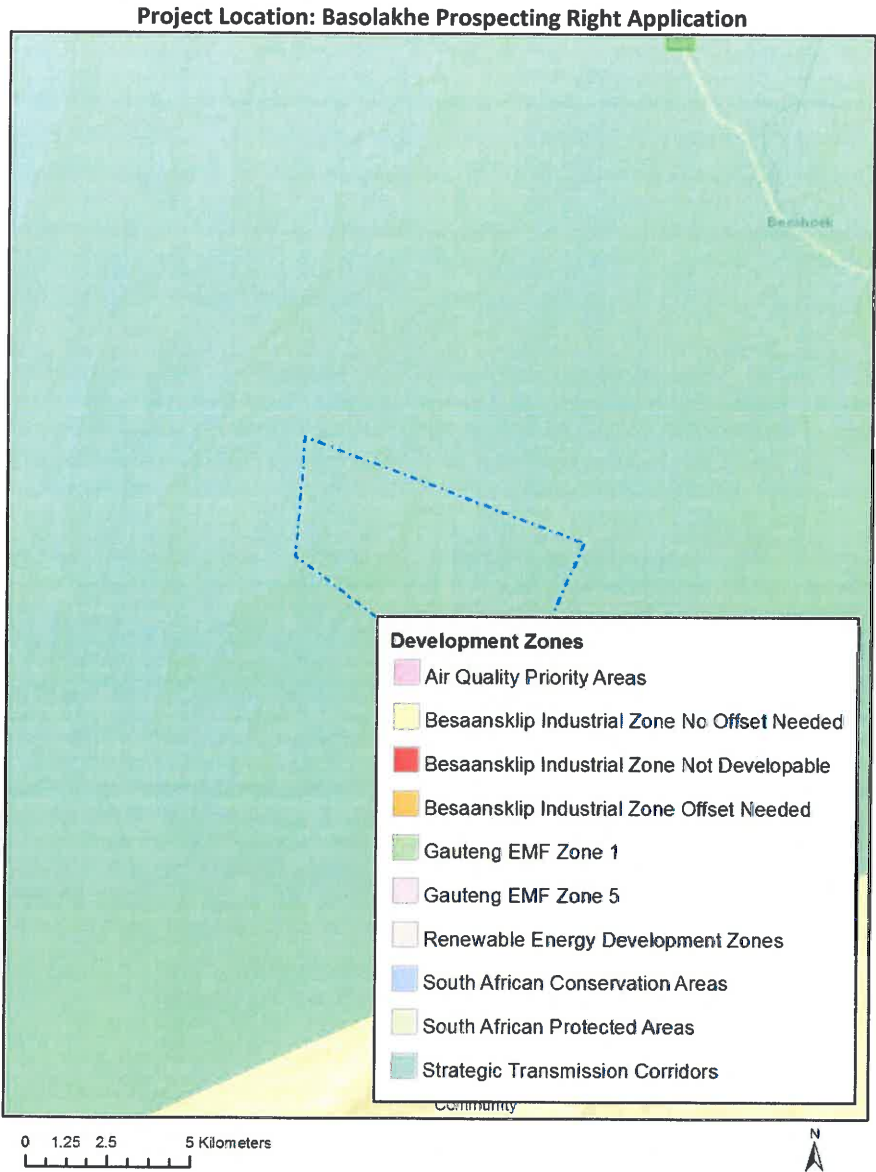 Project Location: Basolakhe Prospecting Right Application
Development Zones
Air Quality Priority Areas
Besaansklip Industrial Zone No Offset Needed
Besaansklip Industrial Zone Not Developable
Besaansklip Industrial Zone Offset Needed
Gauteng EMF Zone 1
Gauteng EMF Zone 5
Renewable Energy Development Zones
South African Conservation Areas
South African Protected Areas
Strategic Transmission Corridors
Community
0 1.25 2.5 5 Kilometers
N